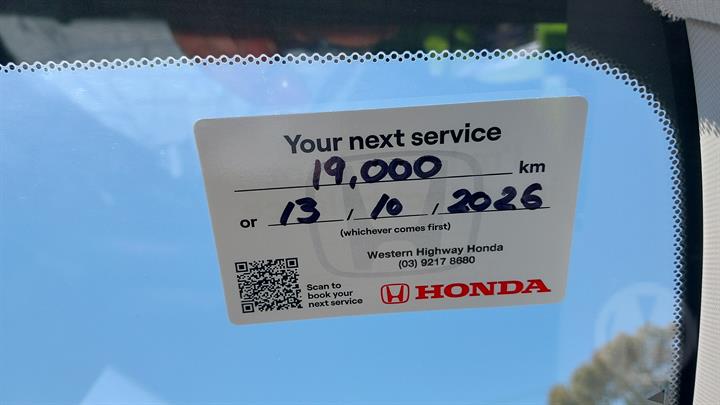 Your next service
19,000 km
or 13 / 10 / 2026
(whichever comes first)
Western Highway Honda
(03) 9217 8680
Scan to
book your
next service
HONDA